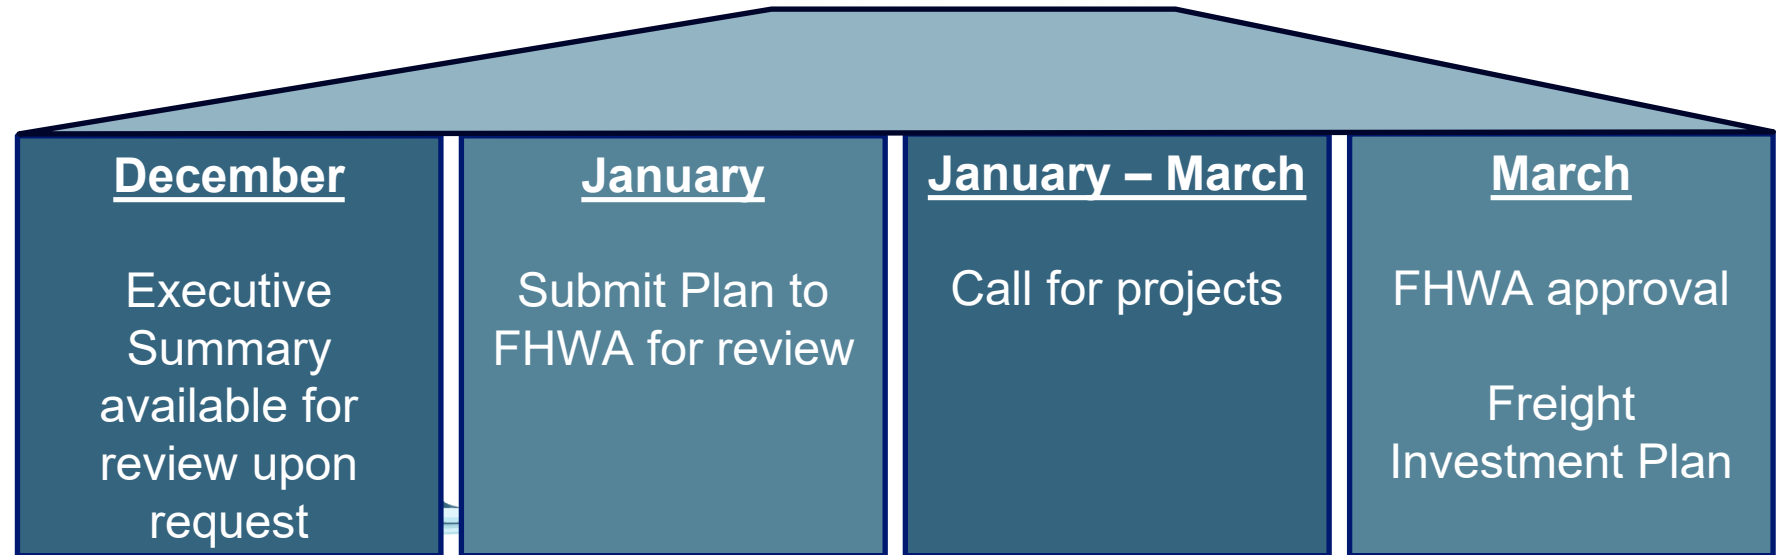 December
Executive
Summary
available for
review upon
request
January
Submit Plan to
FHWA for review
January – March
Call for projects
March
FHWA approval
Freight
Investment Plan